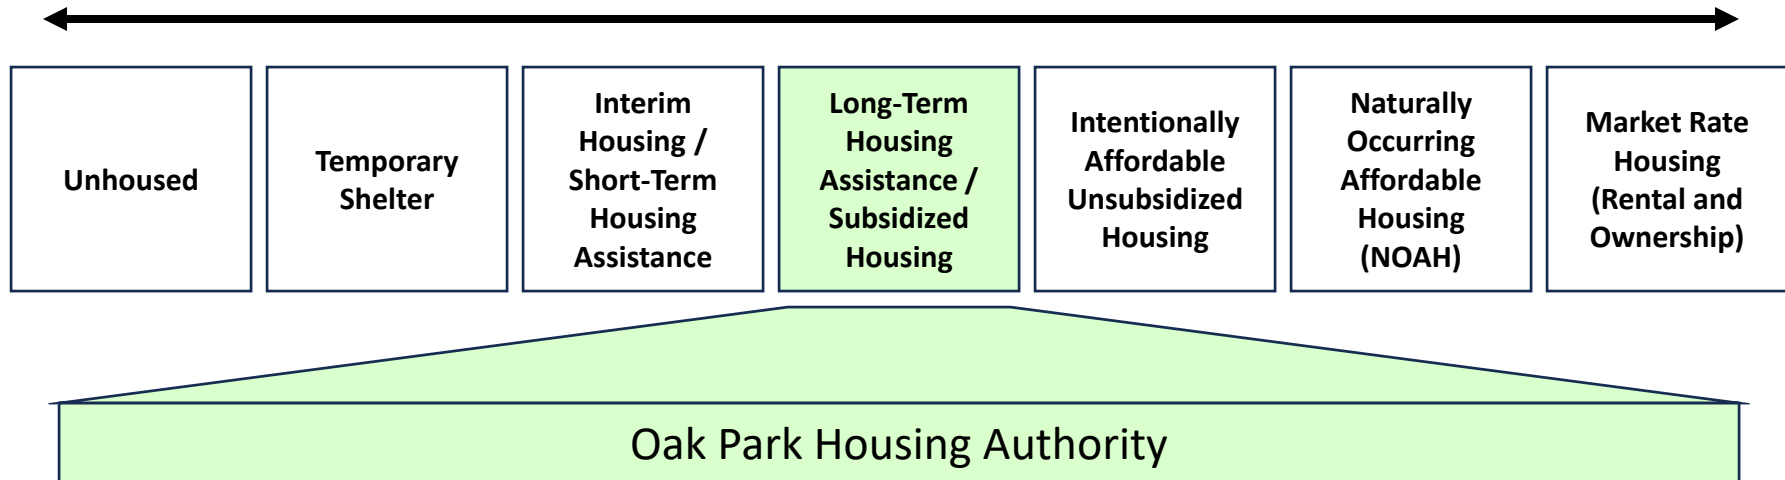 Unhoused
Temporary
Shelter
Interim
Housing /
Short-Term
Housing
Assistance
Long-Term
Housing
Assistance /
Subsidized
Housing
Intentionally
Affordable
Unsubsidized
Housing
Naturally
Occurring
Affordable
Housing
(NOAH)
Market Rate
Housing
(Rental and
Ownership)
Oak Park Housing Authority